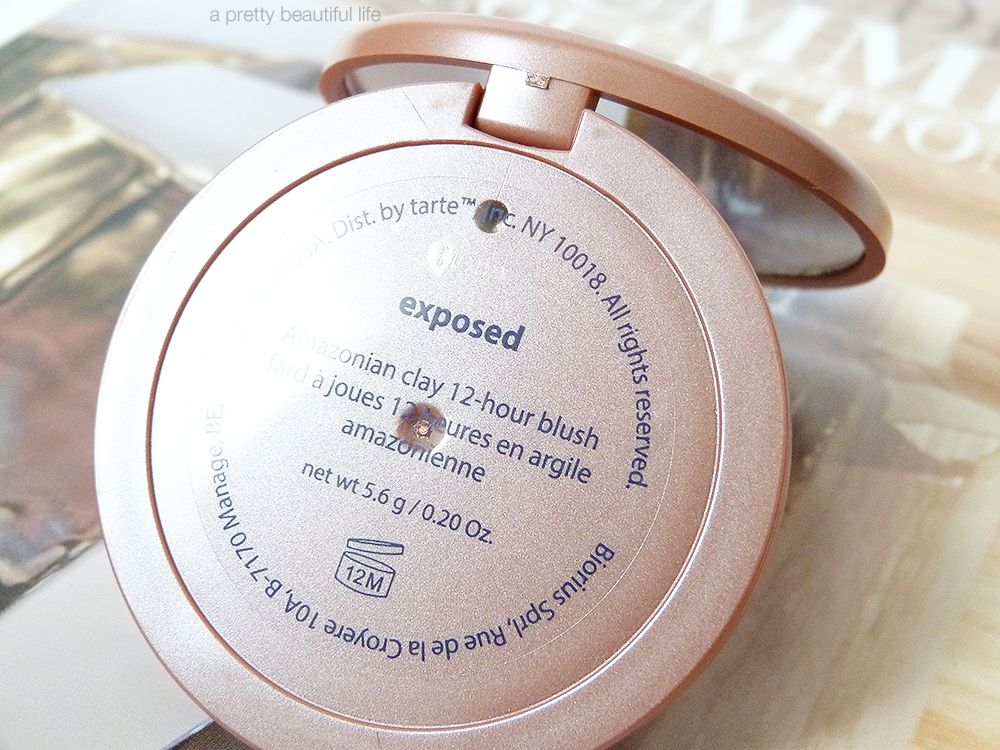 a pretty beautiful life
Dist. by tarte™ Inc. NY 10018. All rights reserved.
exposed
Amazonian clay 12-hour blush
fard à joues 12 heures en argile
amazonienne
net wt 5.6 g / 0.20 Oz.
12M
Biorius Sprl, Rue de la Croyere 10A, B-7170 Manage, BE.